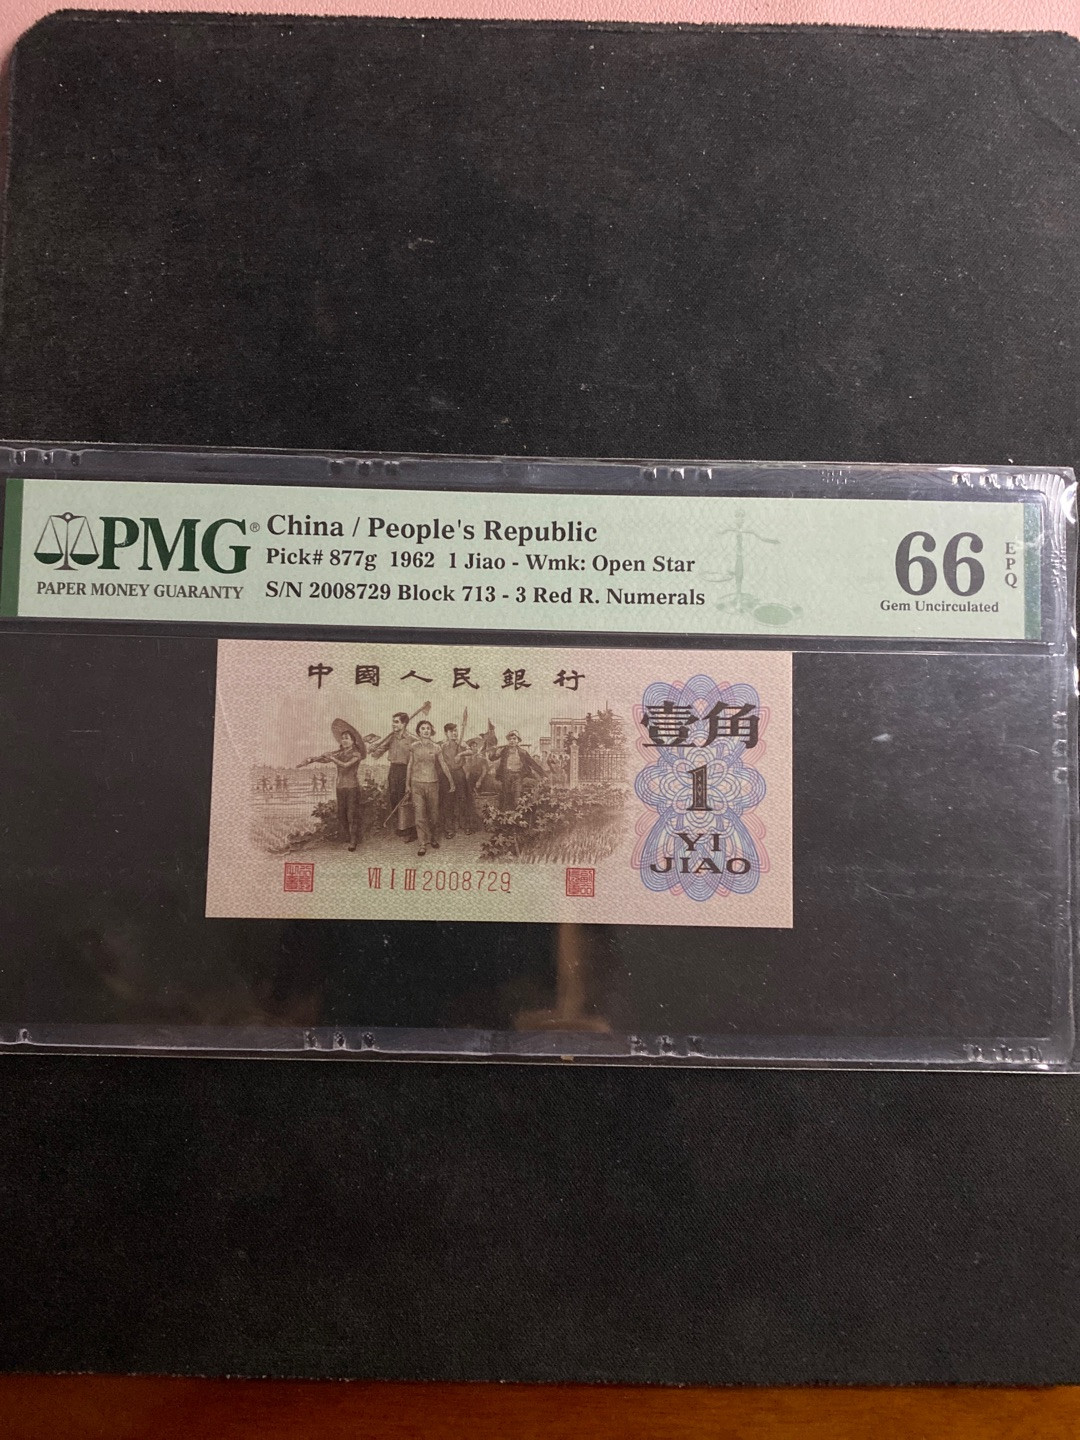 PMG®
PAPER MONEY GUARANTY
China / People's Republic
Pick# 877g 1962 1 Jiao - Wmk: Open Star
S/N 2008729 Block 713 - 3 Red R. Numerals
66
EPQ
Gem Uncirculated
中國人民銀行
壹角
1
YI
JIAO
VII I III 2008729